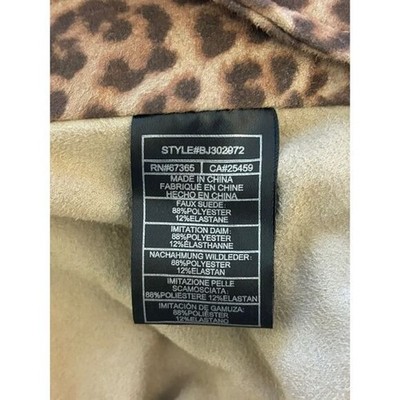 STYLE#BJ302972
RN#67365 CA#25459
MADE IN CHINA
FABRIQUÉ EN CHINE
HECHO EN CHINA
FAUX SUEDE:
88%POLYESTER
12%ELASTANE
IMITATION DAIM:
88%POLYESTER
12%ÉLASTHANNE
NACHAHMUNG WILDLEDER:
88%POLYESTER
12%ELASTAN
IMITAZIONE PELLE
SCAMOSCIATA:
88%POLIESTERE 12%ELASTAN
IMITACIÓN DE GAMUZA:
88%POLIÉSTER
12%ELASTANO